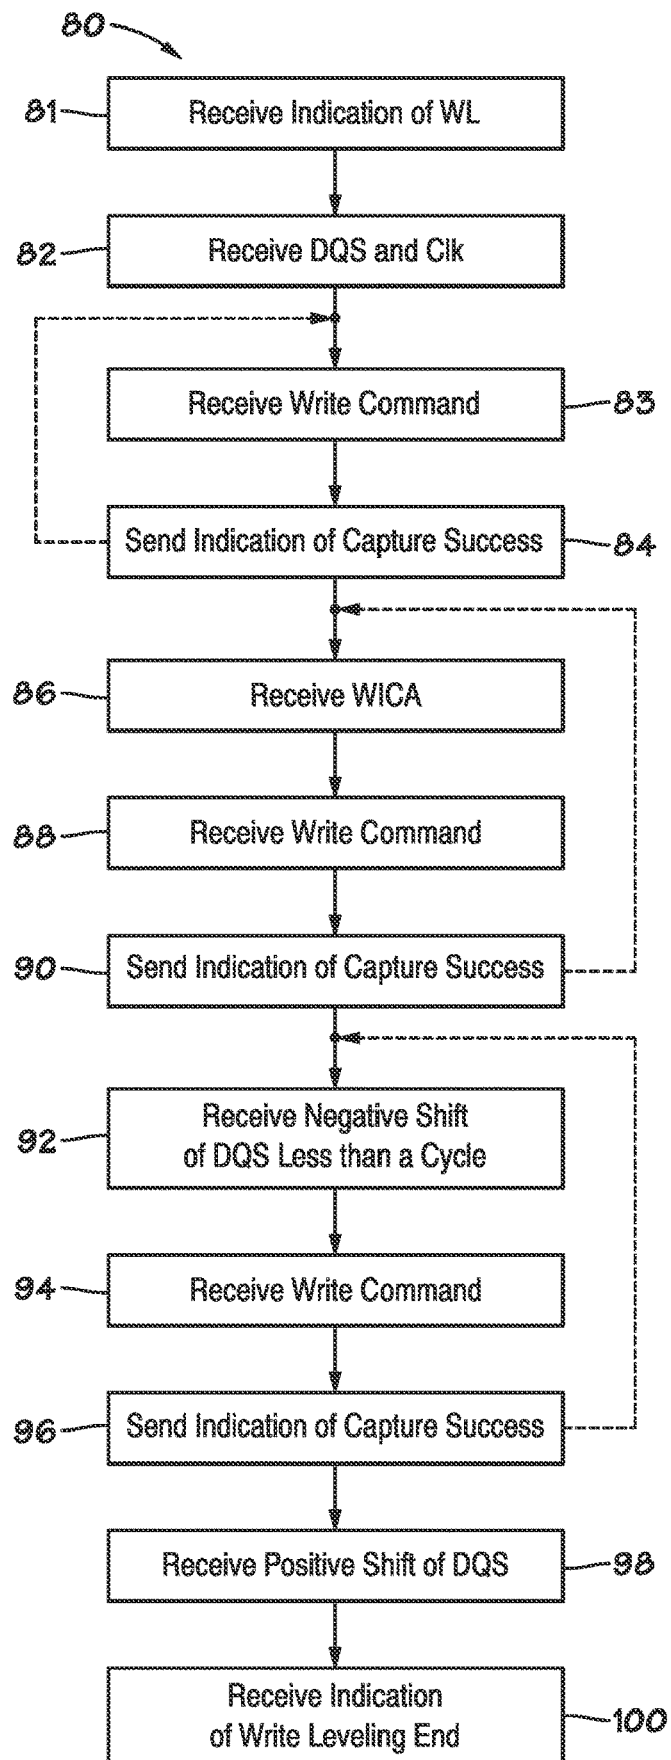 80
81
Receive Indication of WL
82
Receive DQS and Clk
Receive Write Command
83
Send Indication of Capture Success
84
86
Receive WICA
88
Receive Write Command
90
Send Indication of Capture Success
92
Receive Negative Shift
of DQS Less than a Cycle
94
Receive Write Command
96
Send Indication of Capture Success
Receive Positive Shift of DQS
98
Receive Indication
of Write Leveling End
100